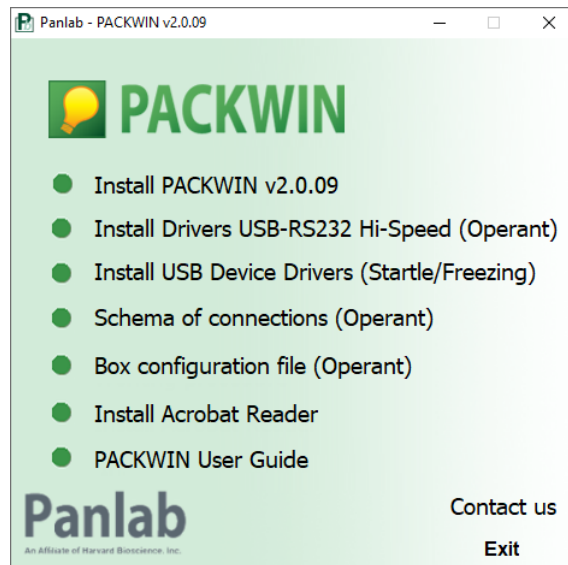 Panlab - PACKWIN v2.0.09
PACKWIN
Install PACKWIN v2.0.09
Install Drivers USB-RS232 Hi-Speed (Operant)
Install USB Device Drivers (Startle/Freezing)
Schema of connections (Operant)
Box configuration file (Operant)
Install Acrobat Reader
PACKWIN User Guide
Panlab
An Affiliate of Harvard Bioscience. Inc.
Contact us
Exit